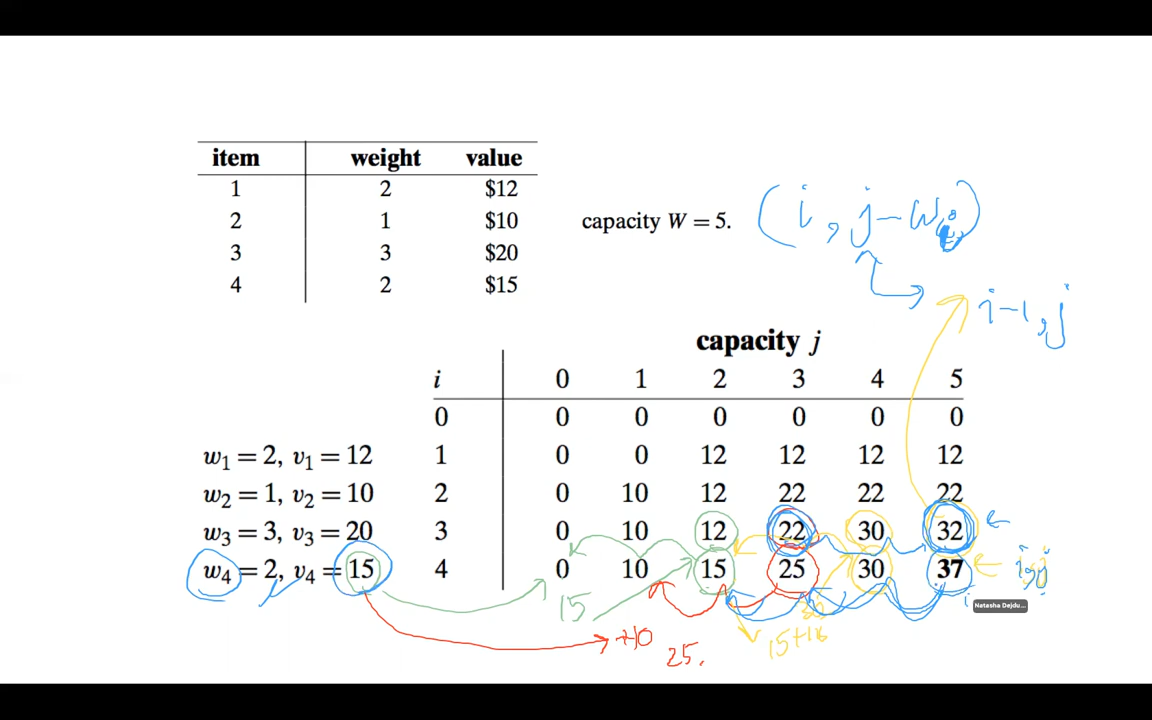 item weight value
1 2 $12
2 1 $10
3 3 $20
4 2 $15
capacity W = 5.
(i, j-w
i-1, j
capacity j
i 0 1 2 3 4 5
0 0 0 0 0 0 0
w₁ = 2, v₁ = 12 1 0 0 12 12 12 12
w₂ = 1, v₂ = 10 2 0 10 12 22 22 22
w₃ = 3, v₃ = 20 3 0 10 12 22 30 32
w₄ = 2, v₄ = 15 4 0 10 15 25 30 37
i, j
Natasha Dejdu...
15
+10
25.